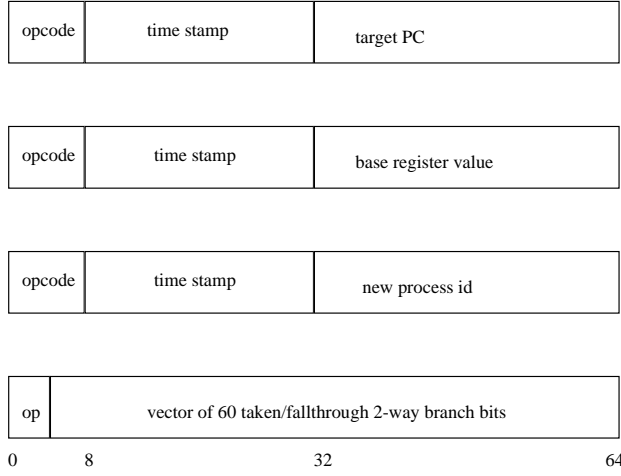 opcode time stamp target PC
opcode time stamp base register value
opcode time stamp new process id
op vector of 60 taken/fallthrough 2-way branch bits
0 8 32 64